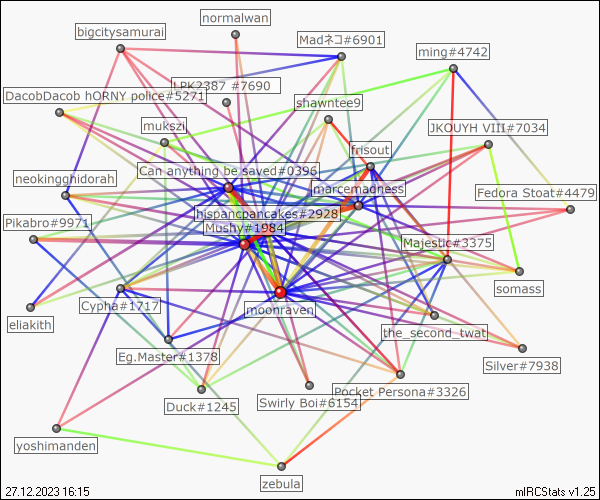 normalwan
bigcitysamurai
Madネコ#6901
ming#4742
LPK2387 #7690
DacobDacob hORNY police#5271
shawntee9
mukszi
JKOUYH VIII#7034
frisout
Can anything be saved#0396
neokingghidorah
marcemadness
Fedora Stoat#4479
hispancpancakes#2928
Pikabro#9971
Mushy#1984
Majestic#3375
somass
Cypha#1717
moonraven
eliakith
the_second_twat
Eg.Master#1378
Silver#7938
Pocket Persona#3326
Swirly Boi#6154
Duck#1245
yoshimanden
zebula
27.12.2023 16:15
mIRCStats v1.25